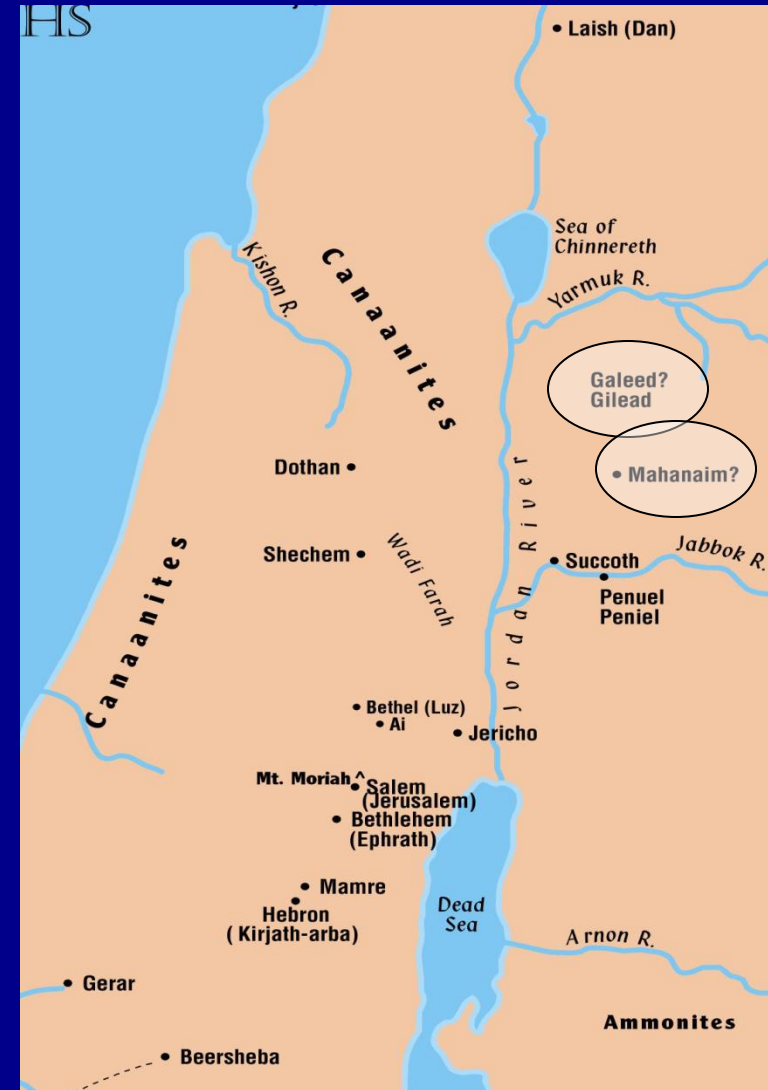 HS
Laish (Dan)
Sea of
Chinnereth
Kishon R.
Canaanites
Yarmuk R.
Galeed?
Gilead
Dothan
Mahanaim?
Jordan River
Canaanites
Shechem
Wadi Farah
Succoth
Jabbok R.
Penuel
Peniel
Bethel (Luz)
Ai
Jericho
Mt. Moriah^
Salem
(Jerusalem)
Bethlehem
(Ephrath)
Mamre
Hebron
( Kirjath-arba)
Dead
Sea
Arnon R.
Gerar
Ammonites
Beersheba